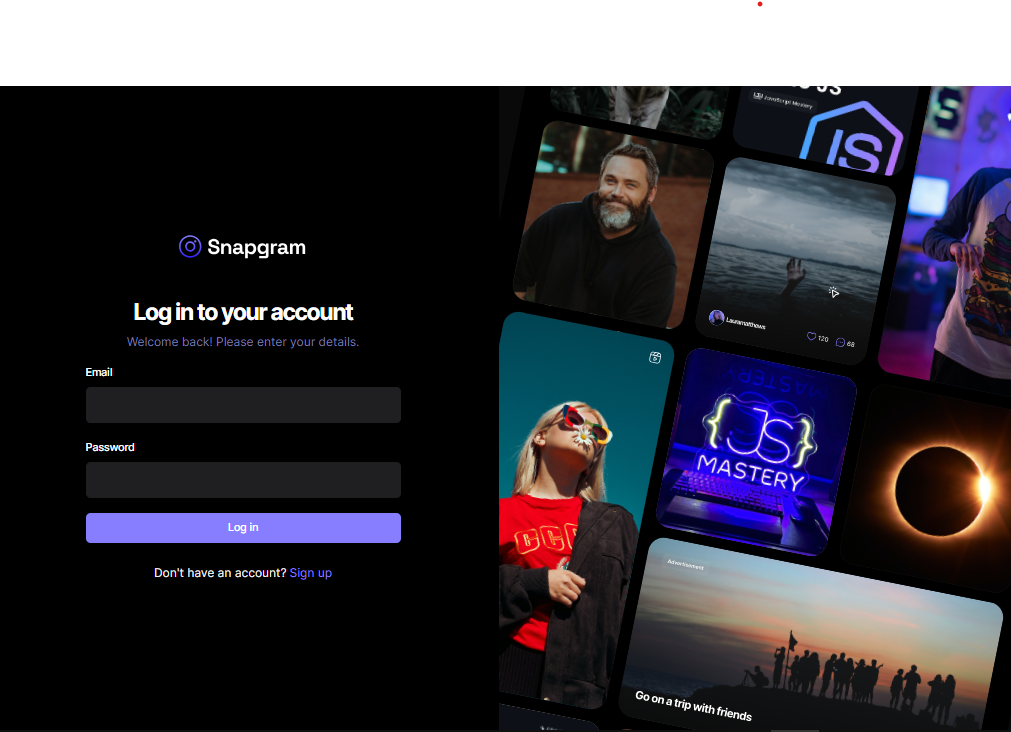 Snapgram
Log in to your account
Welcome back! Please enter your details.
Email
Password
Log in
Don't have an account? Sign up
JS
JavaScript Mastery
JS
Lauramatthews
120
68
{JS}
MASTERY
Advertisement
Go on a trip with friends